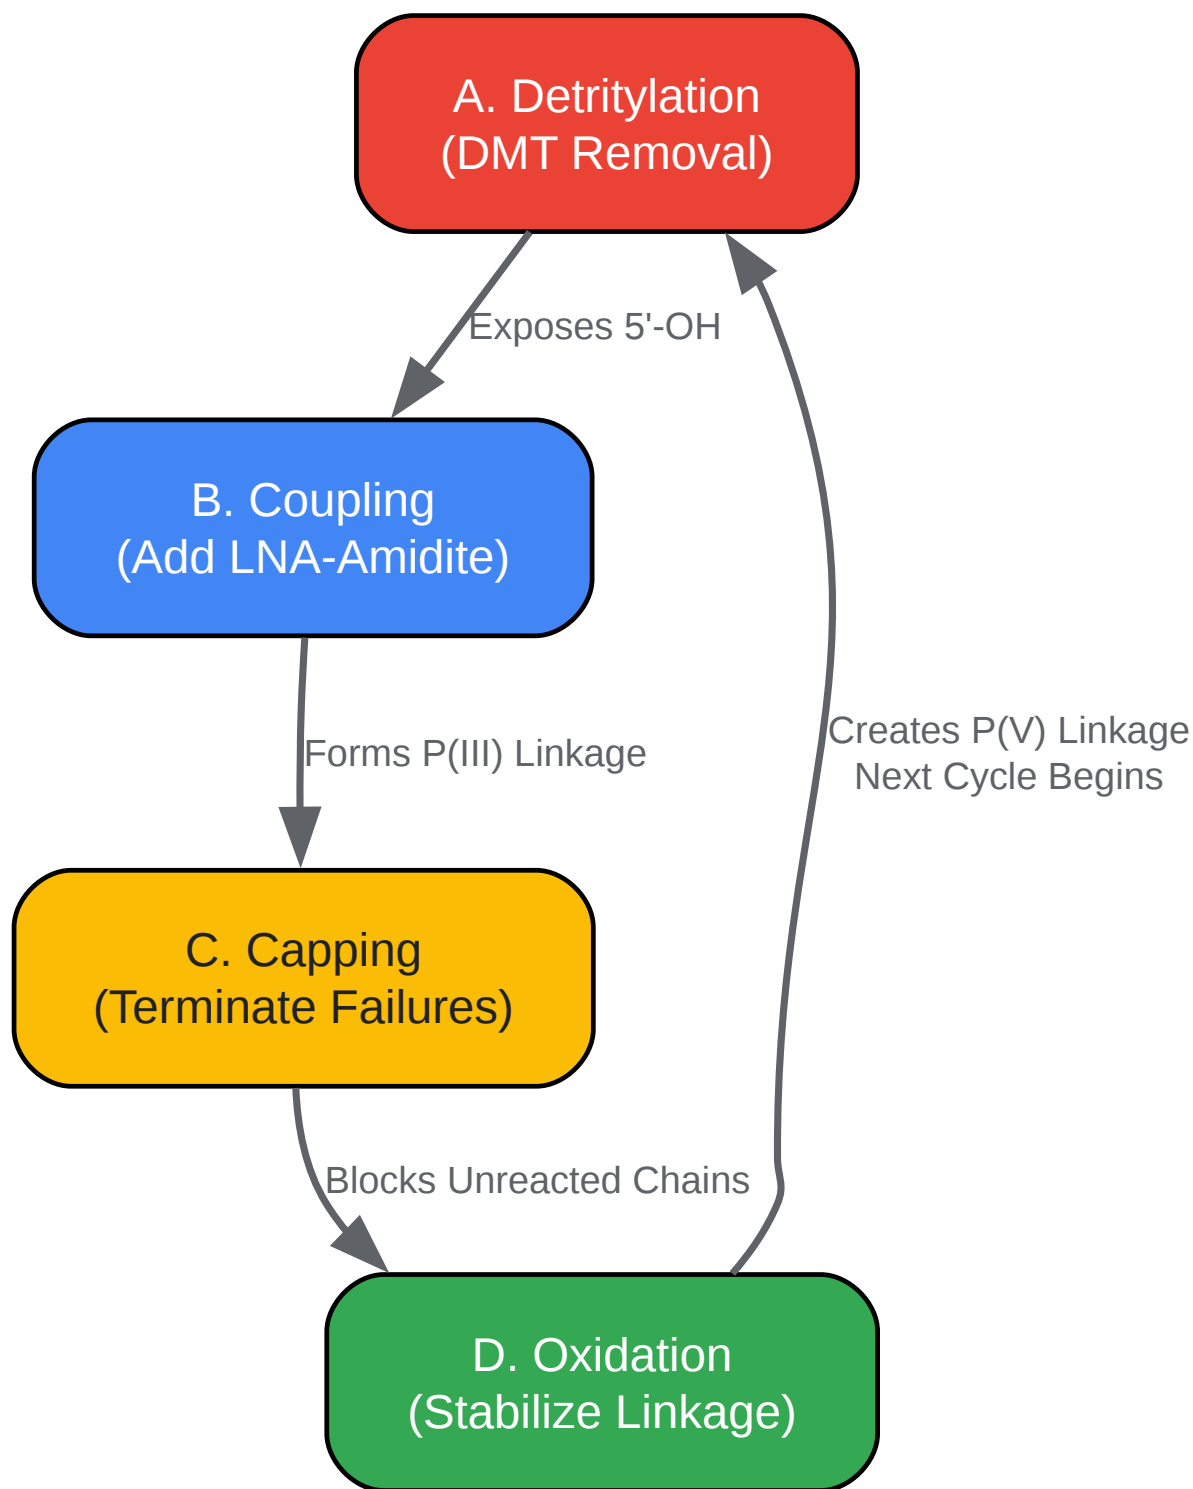 A. Detritylation
(DMT Removal)
Exposes 5'-OH
B. Coupling
(Add LNA-Amidite)
Forms P(III) Linkage
Creates P(V) Linkage
Next Cycle Begins
C. Capping
(Terminate Failures)
Blocks Unreacted Chains
D. Oxidation
(Stabilize Linkage)